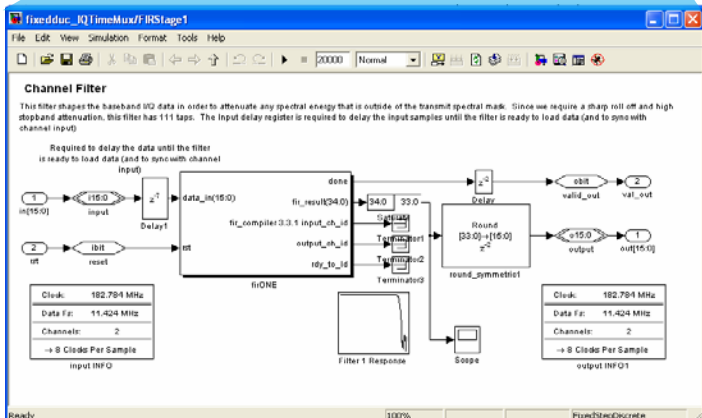 fixedduc_IQTimeMux/FIRStage1
File Edit View Simulation Format Tools Help
20000 Normal
Channel Filter
This filter shapes the baseband I/Q data in order to attenuate any spectral energy that is outside of the transmit spectral mask. Since we require a sharp roll off and high
stopband attenuation, this filter has 111 taps. The input delay register is required to delay the input samples until the filter is ready to load data (and to sync with
channel input)
Required to delay the data until the filter
is ready to load data (and to sync with channel
input)
1
in[15:0]
i15:0
input
Delay1
data_in(15:0)
2
rst
ibit
reset
rst
done
fir_result(34:0)
fir_compiler 3.3.1 input_ch_id
output_ch_id
rdy_to_ld
firONE
34:0 33:0
Saturate
Terminator1
Terminator2
Terminator3
z⁻²
Delay
obit
valid_out
2
val_out
Round
[33:0]→[15:0]
z⁻²
round_symmetric1
o15:0
output
1
out[15:0]
Clock: 182.784 MHz
Data Fs: 11.424 MHz
Channels: 2
→ 8 Clocks Per Sample
input INFO
Filter 1 Response
Scope
Clock: 182.784 MHz
Data Fs: 11.424 MHz
Channels: 2
→ 8 Clocks Per Sample
output INFO1
Ready 100% FixedStepDiscrete